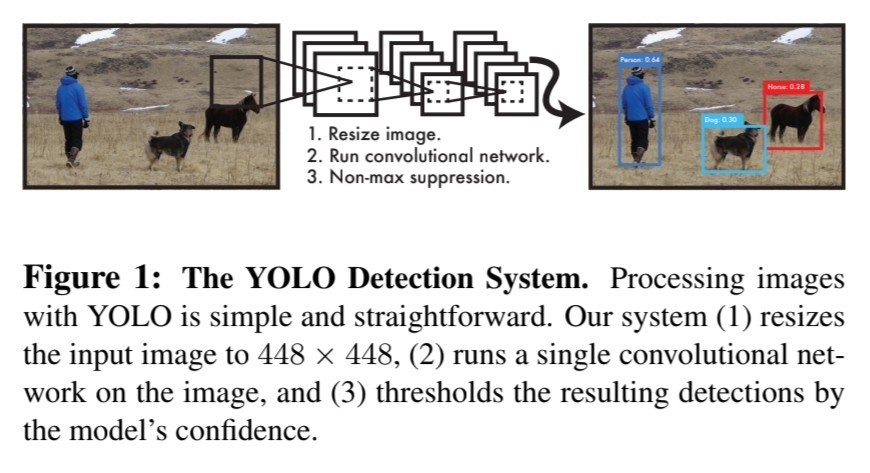 1. Resize image.
2. Run convolutional network.
3. Non-max suppression.
Person: 0.64
Horse: 0.28
Dog: 0.30
Figure 1: The YOLO Detection System. Processing images
with YOLO is simple and straightforward. Our system (1) resizes
the input image to 448 × 448, (2) runs a single convolutional net-
work on the image, and (3) thresholds the resulting detections by
the model’s confidence.